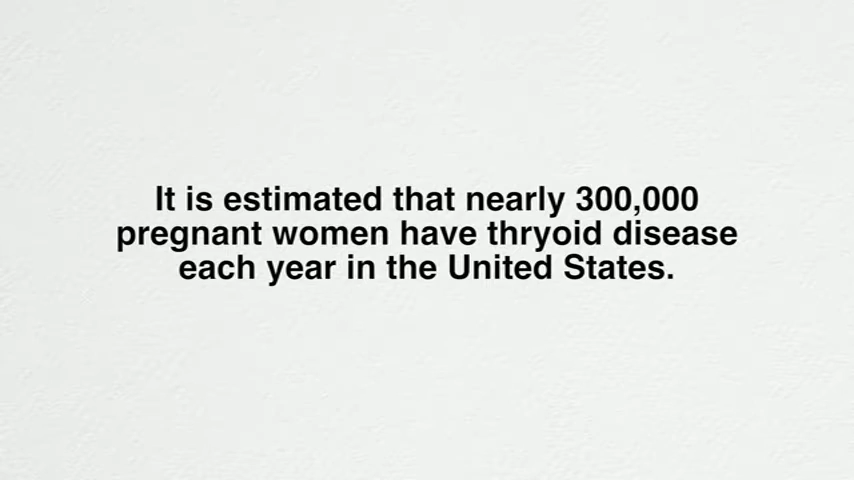 It is estimated that nearly 300,000
pregnant women have thryoid disease
each year in the United States.